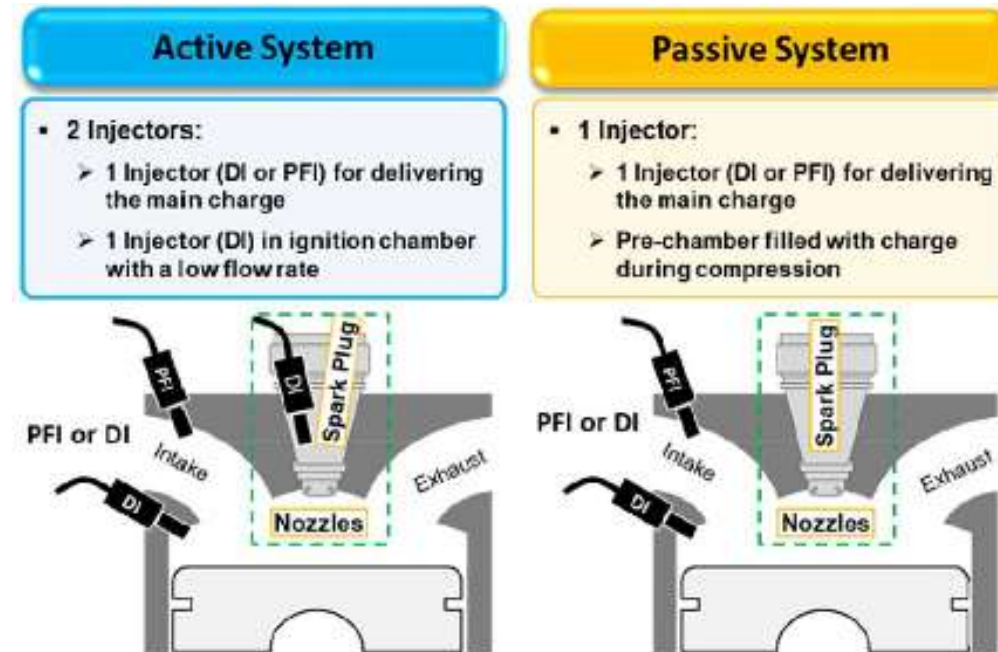 Active System
▪ 2 Injectors:
➢ 1 Injector (DI or PFI) for delivering
the main charge
➢ 1 Injector (DI) in ignition chamber
with a low flow rate
PFI
DI
Spark Plug
PFI or DI
Intake
Exhaust
DI
Nozzles
Passive System
▪ 1 Injector:
➢ 1 Injector (DI or PFI) for delivering
the main charge
➢ Pre-chamber filled with charge
during compression
PFI
Spark Plug
PFI or DI
Intake
Exhaust
DI
Nozzles